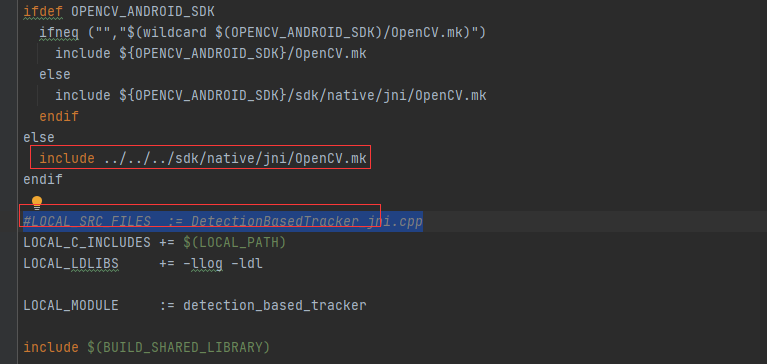 ifdef OPENCV_ANDROID_SDK
ifneq ("","$(wildcard $(OPENCV_ANDROID_SDK)/OpenCV.mk)")
include ${OPENCV_ANDROID_SDK}/OpenCV.mk
else
include ${OPENCV_ANDROID_SDK}/sdk/native/jni/OpenCV.mk
endif
else
include ../../../sdk/native/jni/OpenCV.mk
endif
#LOCAL_SRC_FILES := DetectionBasedTracker_jni.cpp
LOCAL_C_INCLUDES += $(LOCAL_PATH)
LOCAL_LDLIBS += -llog -ldl
LOCAL_MODULE := detection_based_tracker
include $(BUILD_SHARED_LIBRARY)